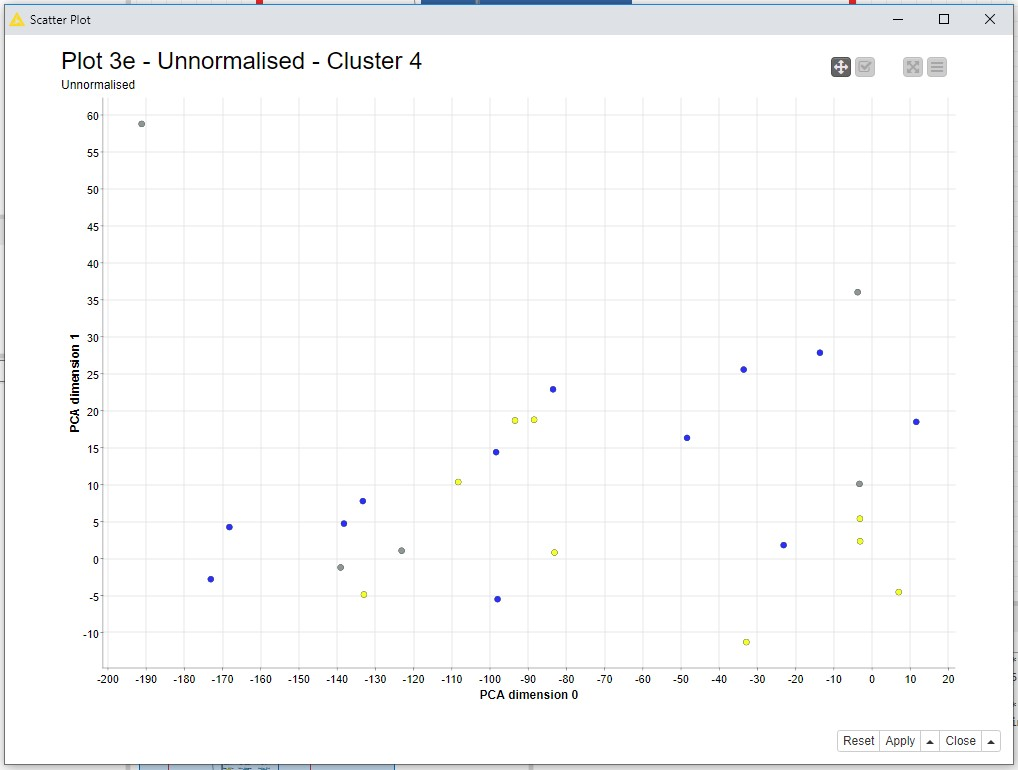 Scatter Plot
Plot 3e - Unnormalised - Cluster 4
Unnormalised
60
55
50
45
40
35
30
25
20
15
10
5
0
-5
-10
PCA dimension 1
-200 -190 -180 -170 -160 -150 -140 -130 -120 -110 -100 -90 -80 -70 -60 -50 -40 -30 -20 -10 0 10 20
PCA dimension 0
Reset Apply Close